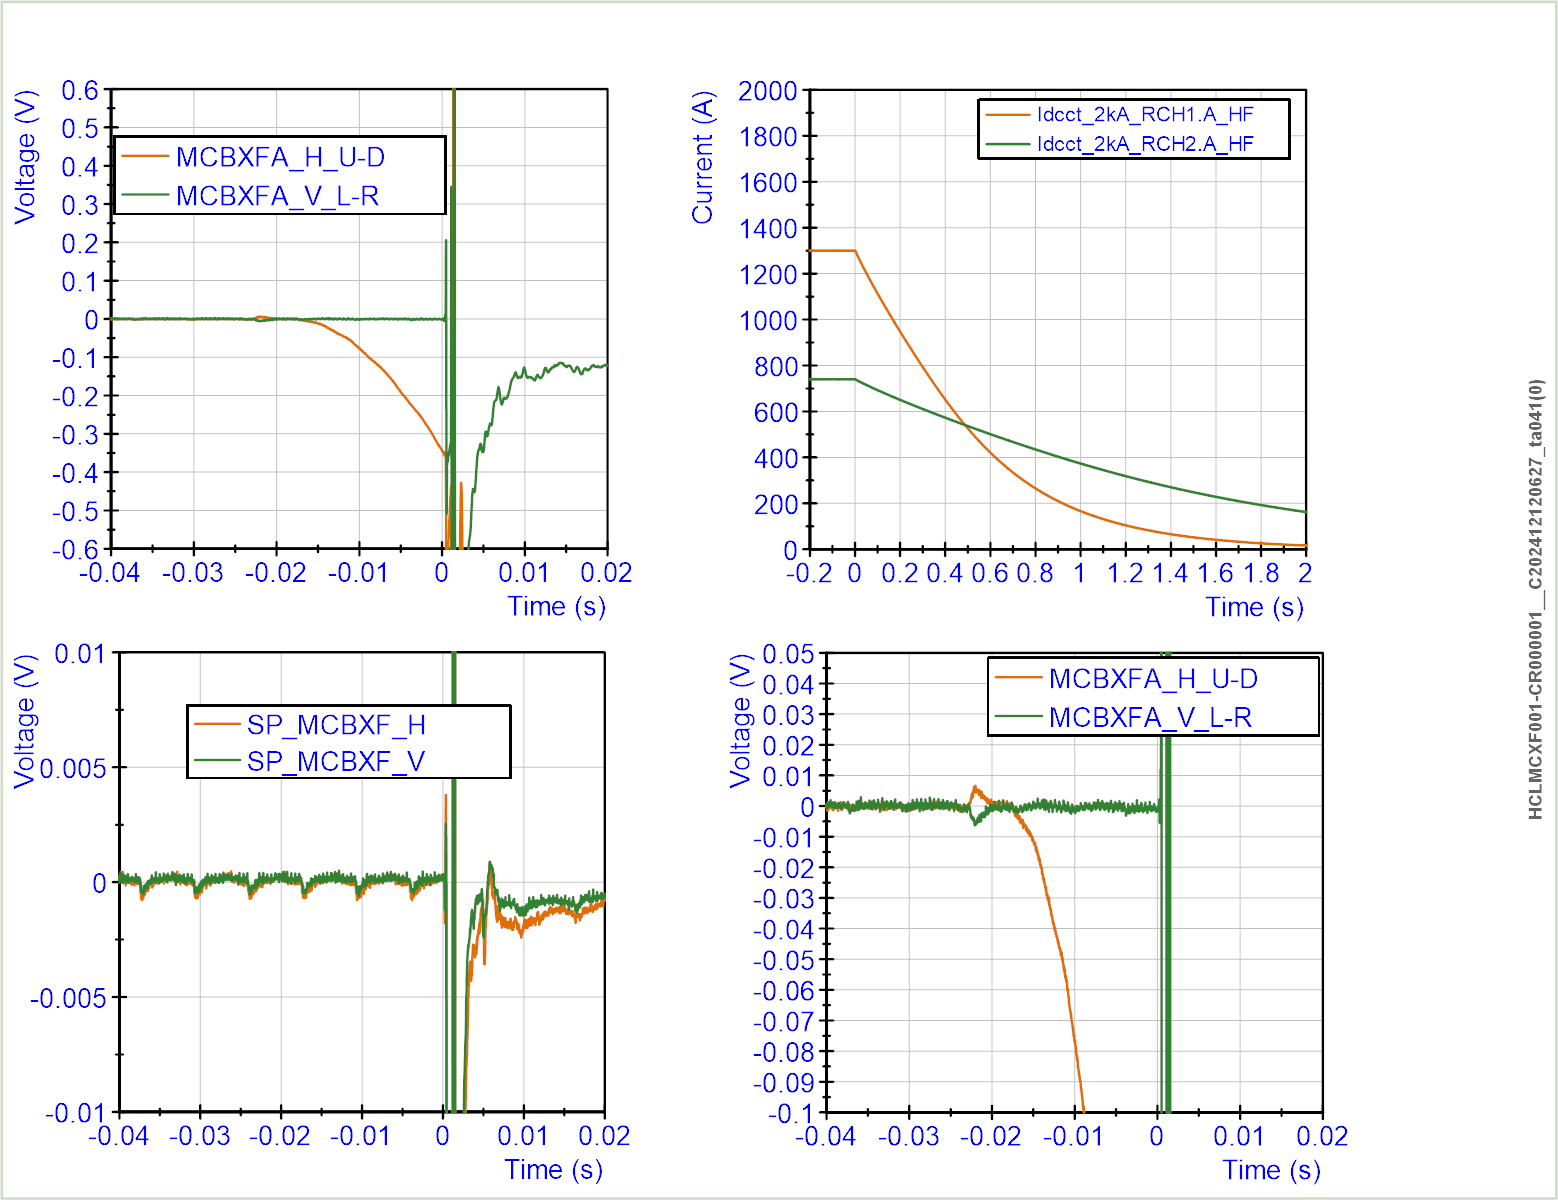 Voltage (V)
0.6
0.5
0.4
0.3
0.2
0.1
0
-0.1
-0.2
-0.3
-0.4
-0.5
-0.6
MCBXFA_H_U-D
MCBXFA_V_L-R
-0.04 -0.03 -0.02 -0.01 0 0.01 0.02
Time (s)
Current (A)
2000
1800
1600
1400
1200
1000
800
600
400
200
0
Idcct_2kA_RCH1.A_HF
Idcct_2kA_RCH2.A_HF
-0.2 0 0.2 0.4 0.6 0.8 1 1.2 1.4 1.6 1.8 2
Time (s)
Voltage (V)
0.01
0.005
0
-0.005
-0.01
SP_MCBXF_H
SP_MCBXF_V
-0.04 -0.03 -0.02 -0.01 0 0.01 0.02
Time (s)
Voltage (V)
0.05
0.04
0.03
0.02
0.01
0
-0.01
-0.02
-0.03
-0.04
-0.05
-0.06
-0.07
-0.08
-0.09
-0.1
MCBXFA_H_U-D
MCBXFA_V_L-R
-0.04 -0.03 -0.02 -0.01 0 0.01 0.02
Time (s)
HCLMCXF001-CR000001__C202412120627_ta041(0)